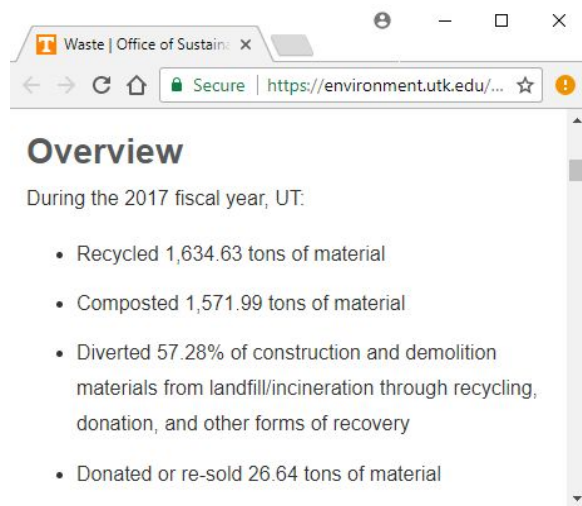 Waste | Office of Sustain
Secure | https://environment.utk.edu/...
Overview
During the 2017 fiscal year, UT:
• Recycled 1,634.63 tons of material
• Composted 1,571.99 tons of material
• Diverted 57.28% of construction and demolition
materials from landfill/incineration through recycling,
donation, and other forms of recovery
• Donated or re-sold 26.64 tons of material